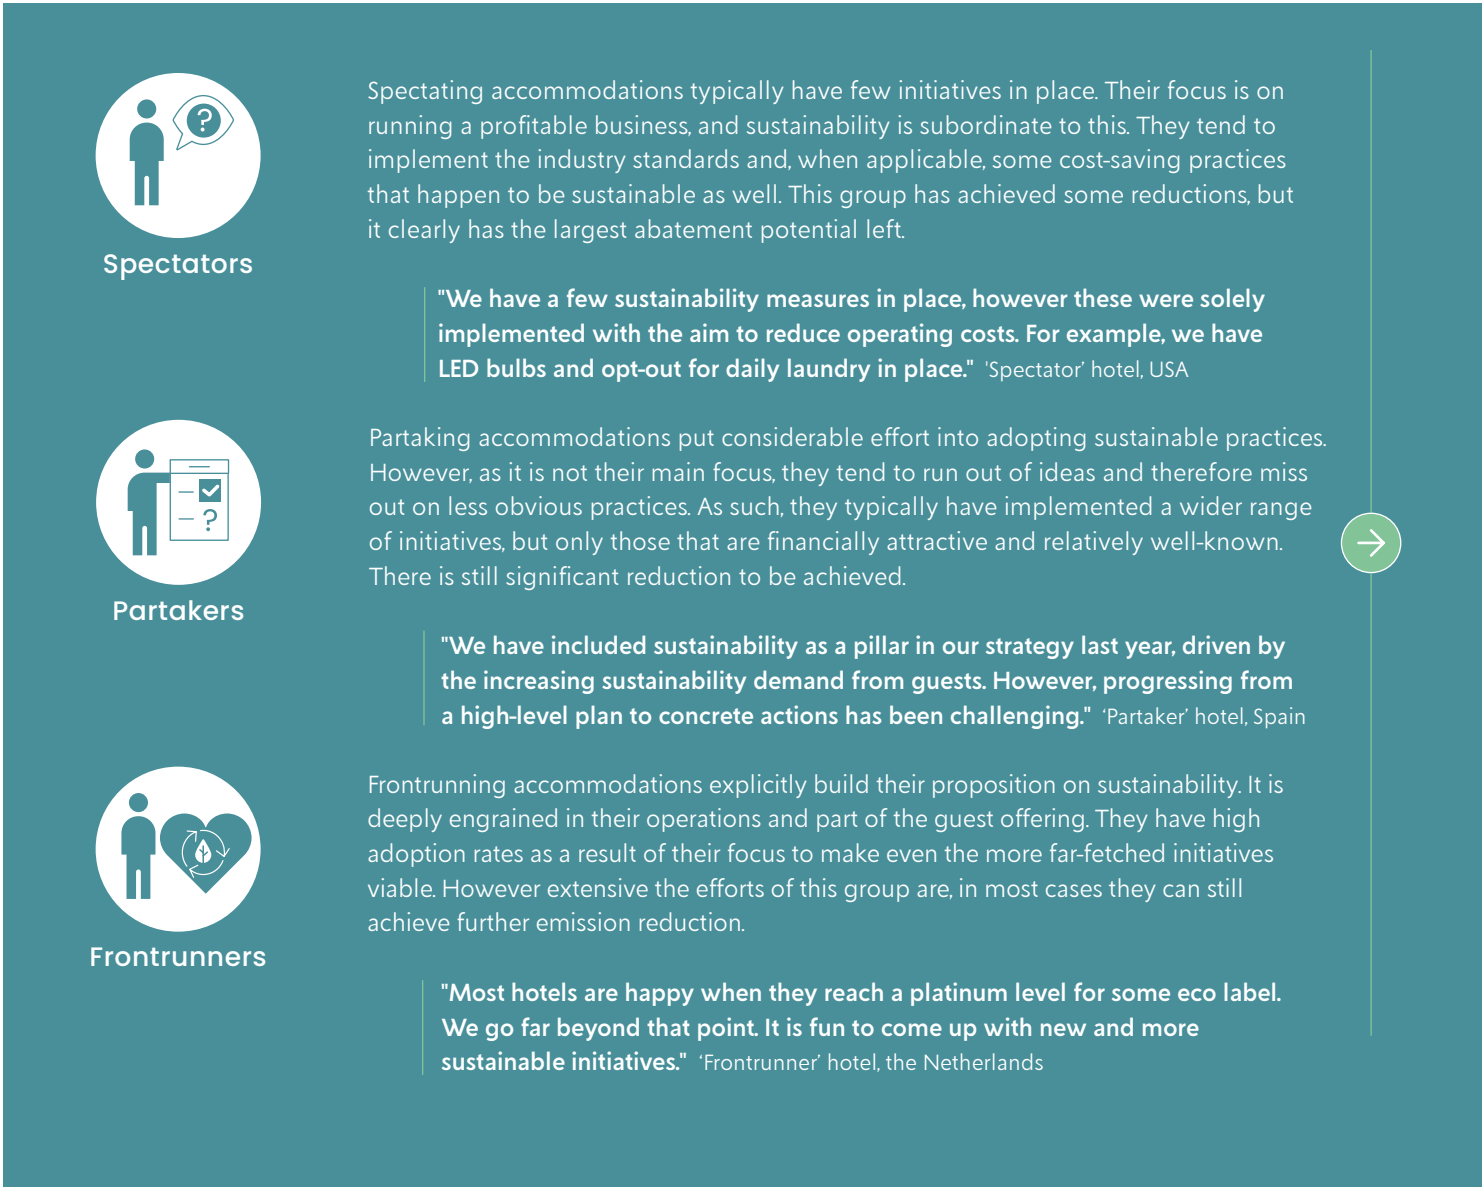 Spectating accommodations typically have few initiatives in place. Their focus is on
running a profitable business, and sustainability is subordinate to this. They tend to
implement the industry standards and, when applicable, some cost-saving practices
that happen to be sustainable as well. This group has achieved some reductions, but
it clearly has the largest abatement potential left.
?
Spectators
"We have a few sustainability measures in place, however these were solely
implemented with the aim to reduce operating costs. For example, we have
LED bulbs and opt-out for daily laundry in place." 'Spectator’ hotel, USA
Partaking accommodations put considerable effort into adopting sustainable practices.
However, as it is not their main focus, they tend to run out of ideas and therefore miss
out on less obvious practices. As such, they typically have implemented a wider range
of initiatives, but only those that are financially attractive and relatively well-known.
There is still significant reduction to be achieved.
?
Partakers
"We have included sustainability as a pillar in our strategy last year, driven by
the increasing sustainability demand from guests. However, progressing from
a high-level plan to concrete actions has been challenging." ‘Partaker’ hotel, Spain
Frontrunning accommodations explicitly build their proposition on sustainability. It is
deeply engrained in their operations and part of the guest offering. They have high
adoption rates as a result of their focus to make even the more far-fetched initiatives
viable. However extensive the efforts of this group are, in most cases they can still
achieve further emission reduction.
Frontrunners
"Most hotels are happy when they reach a platinum level for some eco label.
We go far beyond that point. It is fun to come up with new and more
sustainable initiatives." ‘Frontrunner’ hotel, the Netherlands